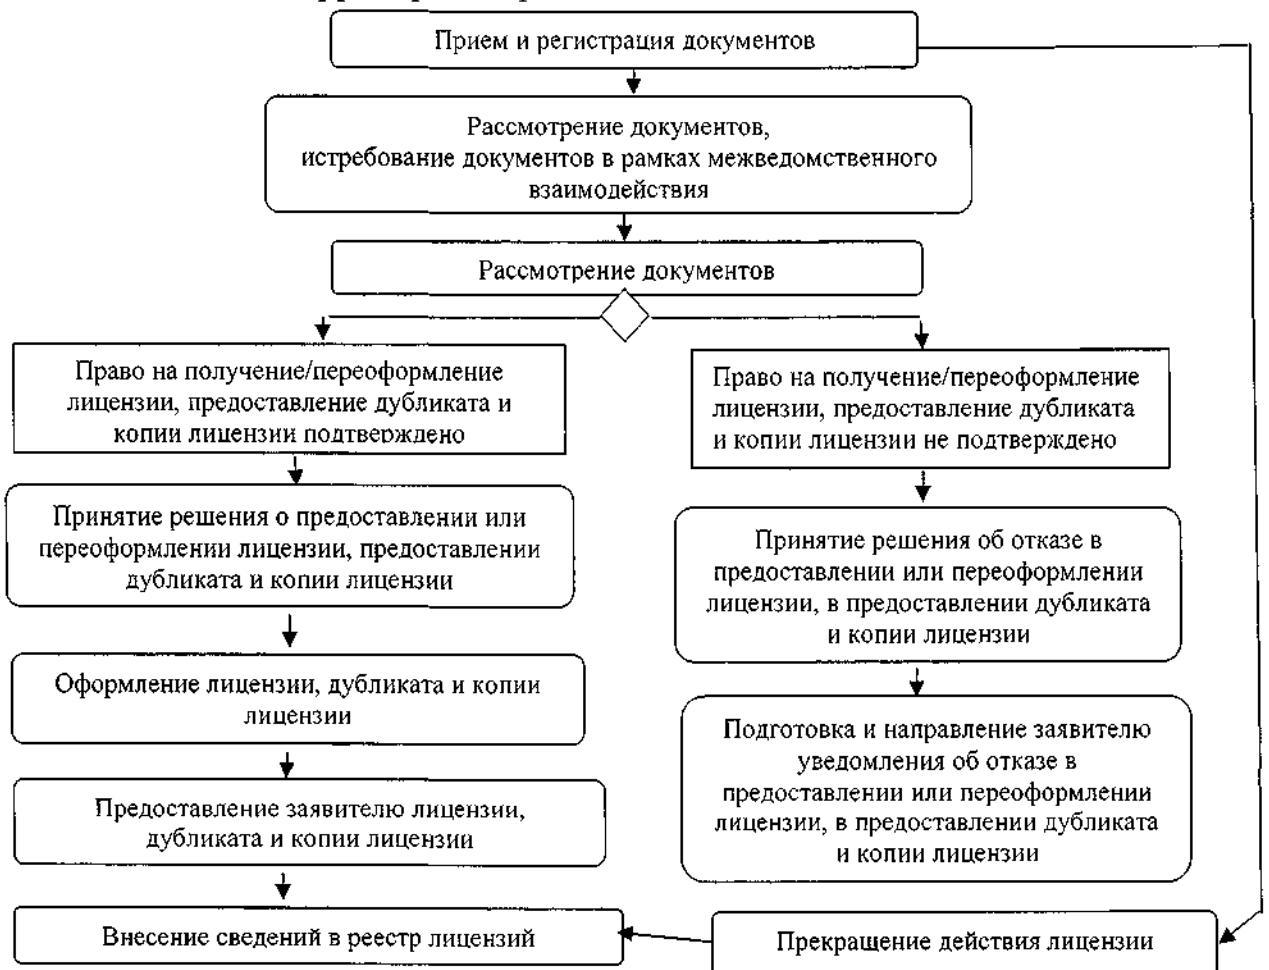 Прием и регистрация документов
Рассмотрение документов,
истребование документов в рамках межведомственного
взаимодействия
Рассмотрение документов
Право на получение/переоформление
лицензии, предоставление дубликата и
копии лицензии подтверждено
Право на получение/переоформление
лицензии, предоставление дубликата
и копии лицензии не подтверждено
Принятие решения о предоставлении или
переоформлении лицензии, предоставлении
дубликата и копии лицензии
Принятие решения об отказе в
предоставлении или переоформлении
лицензии, в предоставлении дубликата
и копии лицензии
Оформление лицензии, дубликата и копии
лицензии
Подготовка и направление заявителю
уведомления об отказе в
предоставлении или переоформлении
лицензии, в предоставлении дубликата
и копии лицензии
Предоставление заявителю лицензии,
дубликата и копии лицензии
Внесение сведений в реестр лицензий
Прекращение действия лицензии